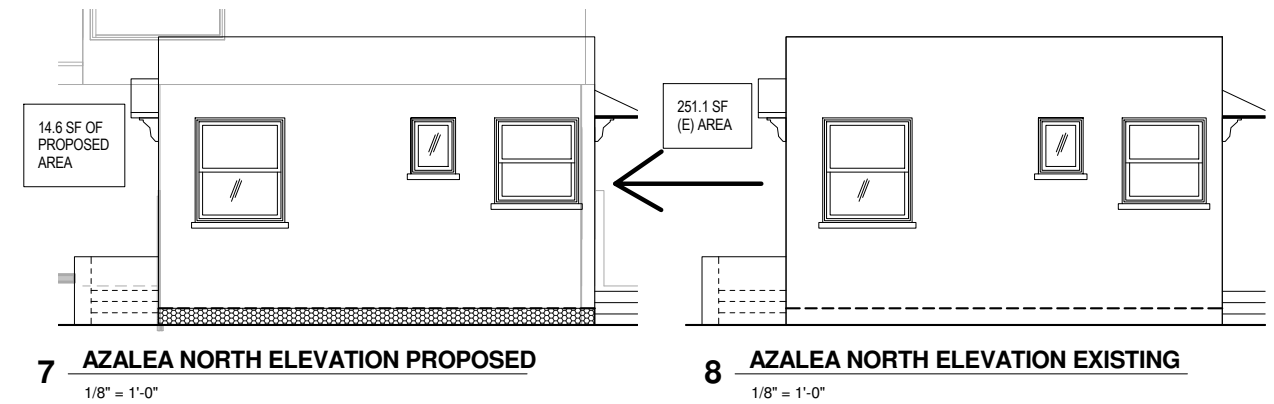 14.6 SF OF
PROPOSED
AREA
251.1 SF
(E) AREA
7 AZALEA NORTH ELEVATION PROPOSED
1/8" = 1'-0"
8 AZALEA NORTH ELEVATION EXISTING
1/8" = 1'-0"